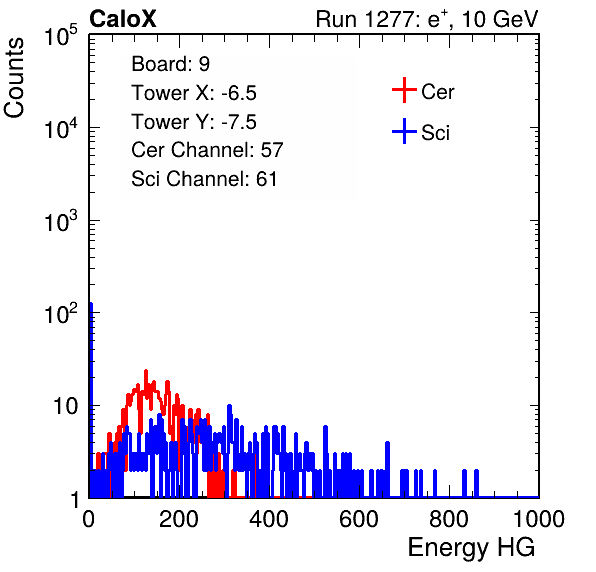 CaloX Run 1277: e⁺, 10 GeV
Counts
10⁵
10⁴
10³
10²
10
1
Board: 9
Tower X: -6.5
Tower Y: -7.5
Cer Channel: 57
Sci Channel: 61
Cer
Sci
0 200 400 600 800 1000
Energy HG